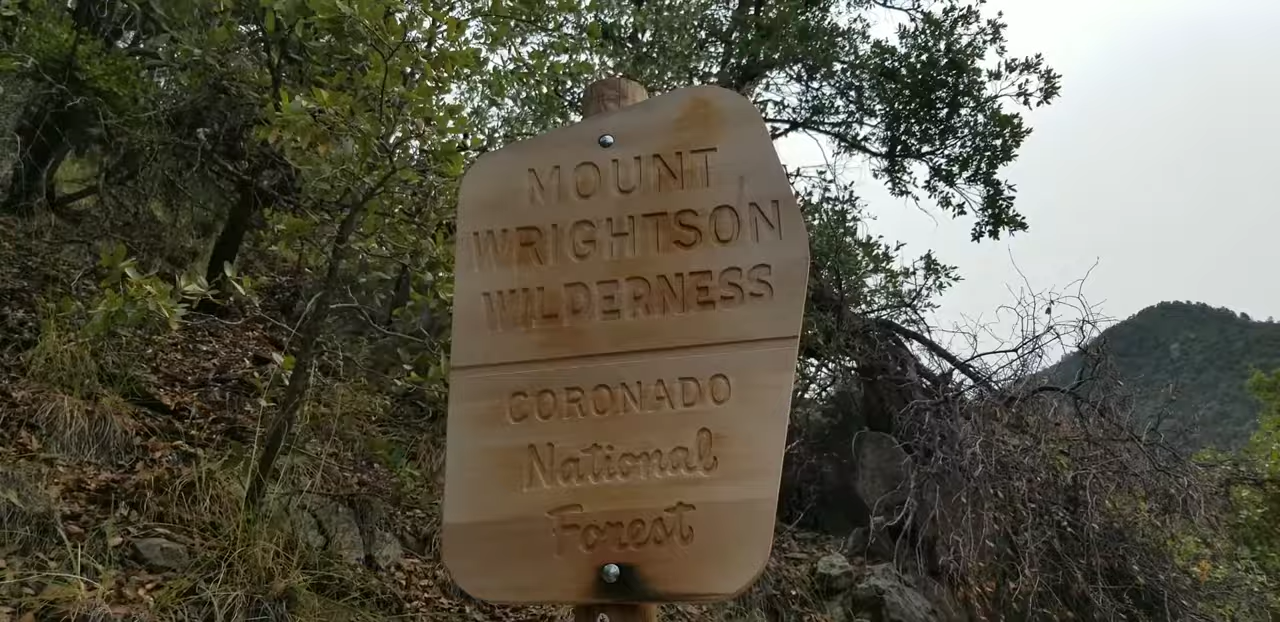 MOUNT
WRIGHTSON
WILDERNESS
CORONADO
National
Forest